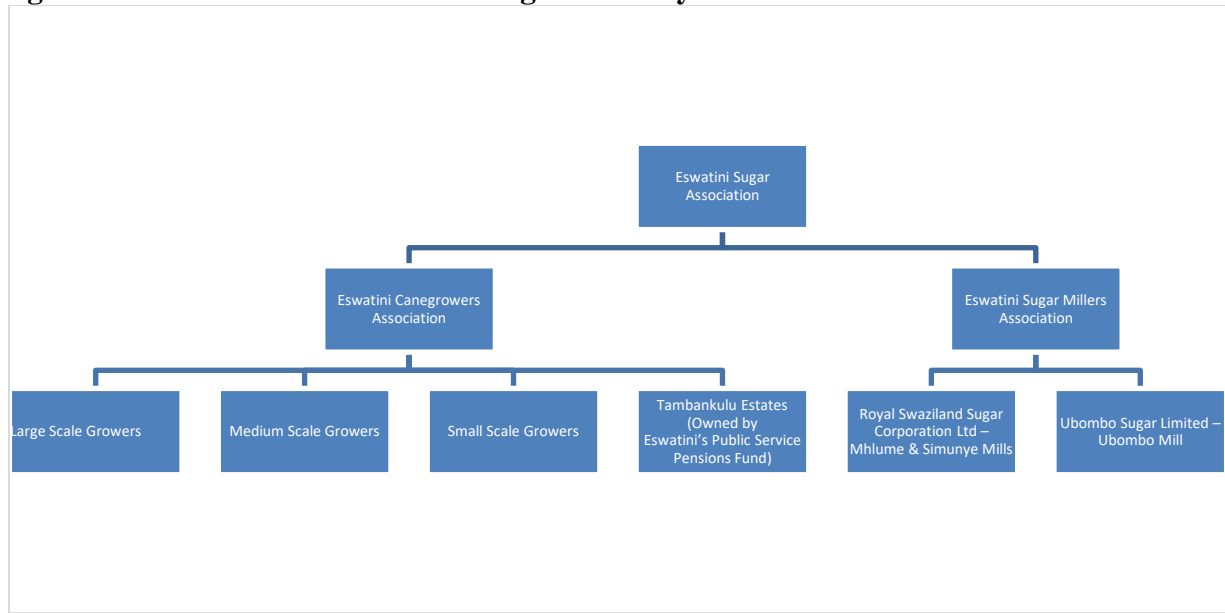 Eswatini Sugar
Association
Eswatini Canegrowers
Association
Eswatini Sugar Millers
Association
Large Scale Growers
Medium Scale Growers
Small Scale Growers
Tambankulu Estates
(Owned by
Eswatini’s Public Service
Pensions Fund)
Royal Swaziland Sugar
Corporation Ltd –
Mhlume & Simunye Mills
Ubombo Sugar Limited –
Ubombo Mill